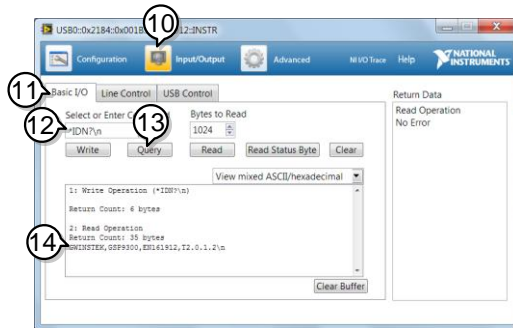 10
USB0::0x2184::0x001 12::INSTR
Configuration Input/Output Advanced NI I/O Trace Help NATIONAL INSTRUMENTS
11
Basic I/O Line Control USB Control
Return Data
12
Select or Enter C
13
Bytes to Read
Read Operation
No Error
*IDN?\n
1024
Write Query Read Read Status Byte Clear
View mixed ASCII/hexadecimal
1: Write Operation (*IDN?\n)
Return Count: 6 bytes
2: Read Operation
14
Return Count: 35 bytes
GWINSTEK,GSP9300,EN161912,T2.0.1.2\n
Clear Buffer